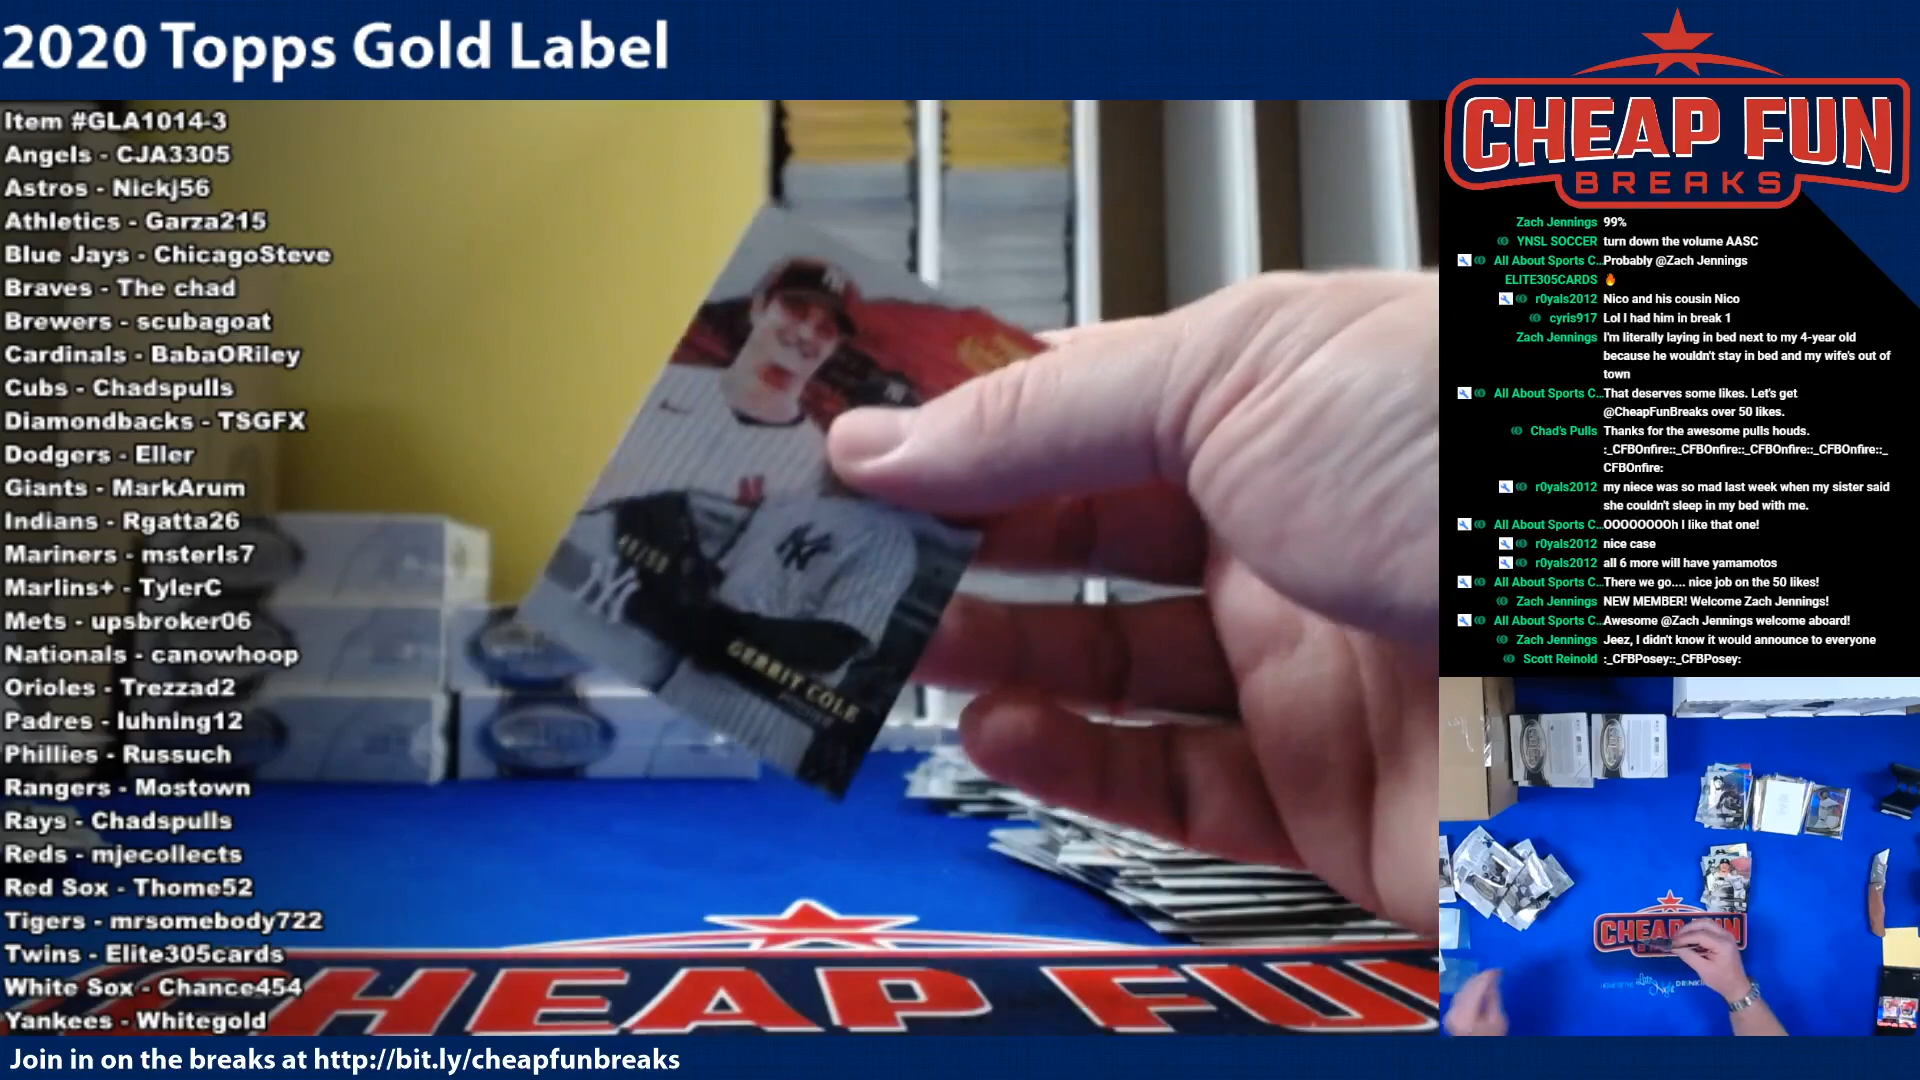 2020 Topps Gold Label
Item #GLA1014-3
Angels - CJA3305
Astros - Nickj56
Athletics - Garza215
Blue Jays - ChicagoSteve
Braves - The chad
Brewers - scubagoat
Cardinals - BabaORiley
Cubs - Chadspulls
Diamondbacks - TSGFX
Dodgers - Eller
Giants - MarkArum
Indians - Rgatta26
Mariners - msterls7
Marlins+ - TylerC
Mets - upsbroker06
Nationals - canowhoop
Orioles - Trezzad2
Padres - luhning12
Phillies - Russuch
Rangers - Mostown
Rays - Chadspulls
Reds - mjecollects
Red Sox - Thome52
Tigers - mrsomebody722
Twins - Elite305cards
White Sox - Chance454
Yankees - Whitegold
NY
NY
GERRIT COLE
CHEAP FU
CHEAP FUN
BREAKS
Zach Jennings 99%
YNSL SOCCER turn down the volume AASC
All About Sports C... Probably @Zach Jennings
ELITE305CARDS 🔥
r0yals2012 Nico and his cousin Nico
cyris917 Lol I had him in break 1
Zach Jennings I'm literally laying in bed next to my 4-year old
because he wouldn't stay in bed and my wife's out of
town
All About Sports C... That deserves some likes. Let's get
@CheapFunBreaks over 50 likes.
Chad's Pulls Thanks for the awesome pulls houds.
:_CFBOnfire::_CFBOnfire::_CFBOnfire::_CFBOnfire::_
CFBOnfire:
r0yals2012 my niece was so mad last week when my sister said
she couldn't sleep in my bed with me.
All About Sports C... OOOOOOOOh I like that one!
r0yals2012 nice case
r0yals2012 all 6 more will have yamamotos
All About Sports C... There we go.... nice job on the 50 likes!
Zach Jennings NEW MEMBER! Welcome Zach Jennings!
All About Sports C... Awesome @Zach Jennings welcome aboard!
Zach Jennings Jeez, I didn't know it would announce to everyone
Scott Reinold :_CFBPosey::_CFBPosey:
CHEAP FUN
Join in on the breaks at http://bit.ly/cheapfunbreaks